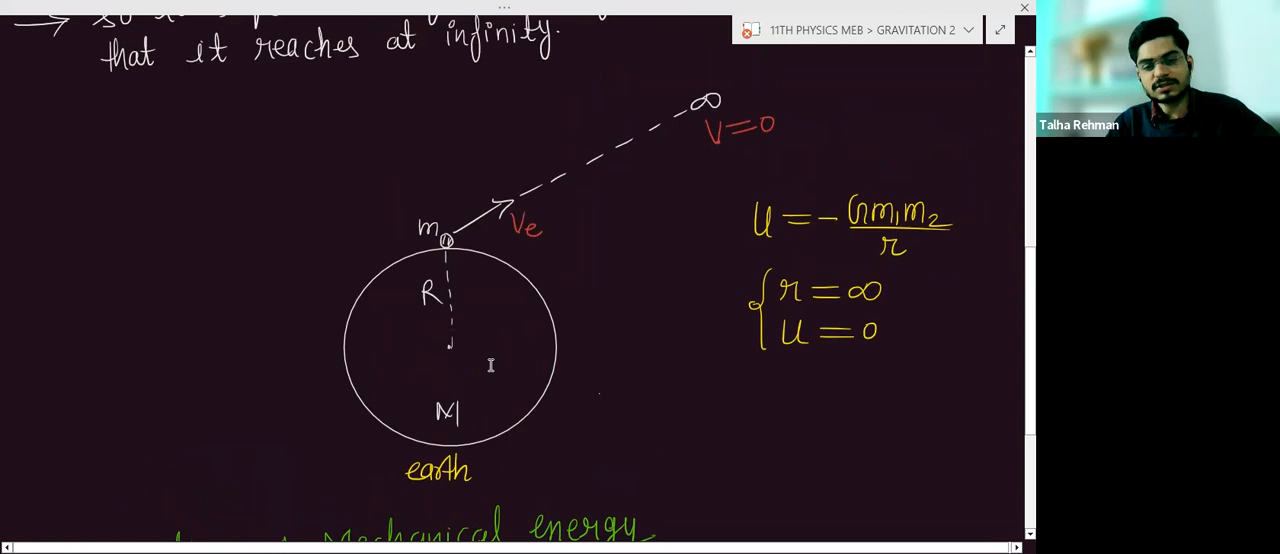 that it reaches at infinity.
11TH PHYSICS MEB > GRAVITATION 2
Talha Rehman
∞
V=0
m
Ve
R
M
earth
U = - Gm₁m₂/r
r = ∞
U = 0
Mechanical energy